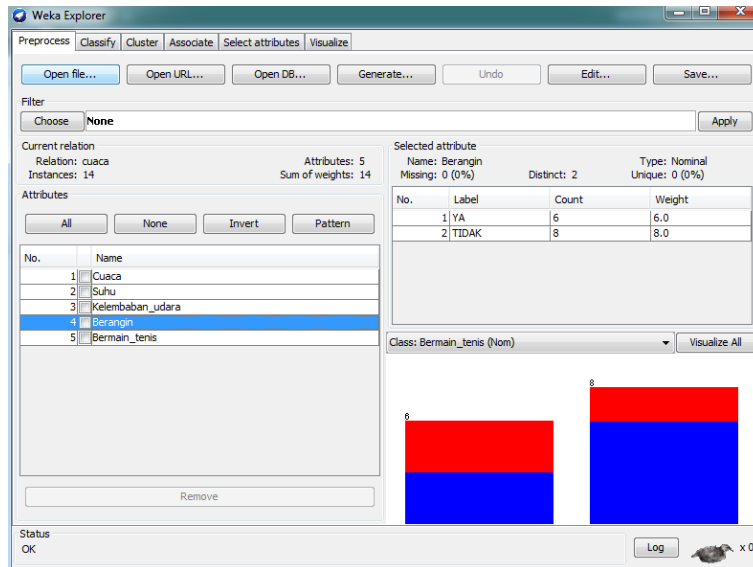 Weka Explorer
Preprocess Classify Cluster Associate Select attributes Visualize
Open file... Open URL... Open DB... Generate... Undo Edit... Save...
Filter
Choose None Apply
Current relation
Relation: cuaca Attributes: 5
Instances: 14 Sum of weights: 14
Attributes
All None Invert Pattern
No. Name
1 Cuaca
2 Suhu
3 Kelembaban_udara
4 Berangin
5 Bermain_tenis
Remove
Selected attribute
Name: Berangin Type: Nominal
Missing: 0 (0%) Distinct: 2 Unique: 0 (0%)
No. Label Count Weight
1 YA 6 6.0
2 TIDAK 8 8.0
Class: Bermain_tenis (Nom) Visualize All
8
6
Status
OK Log x 0